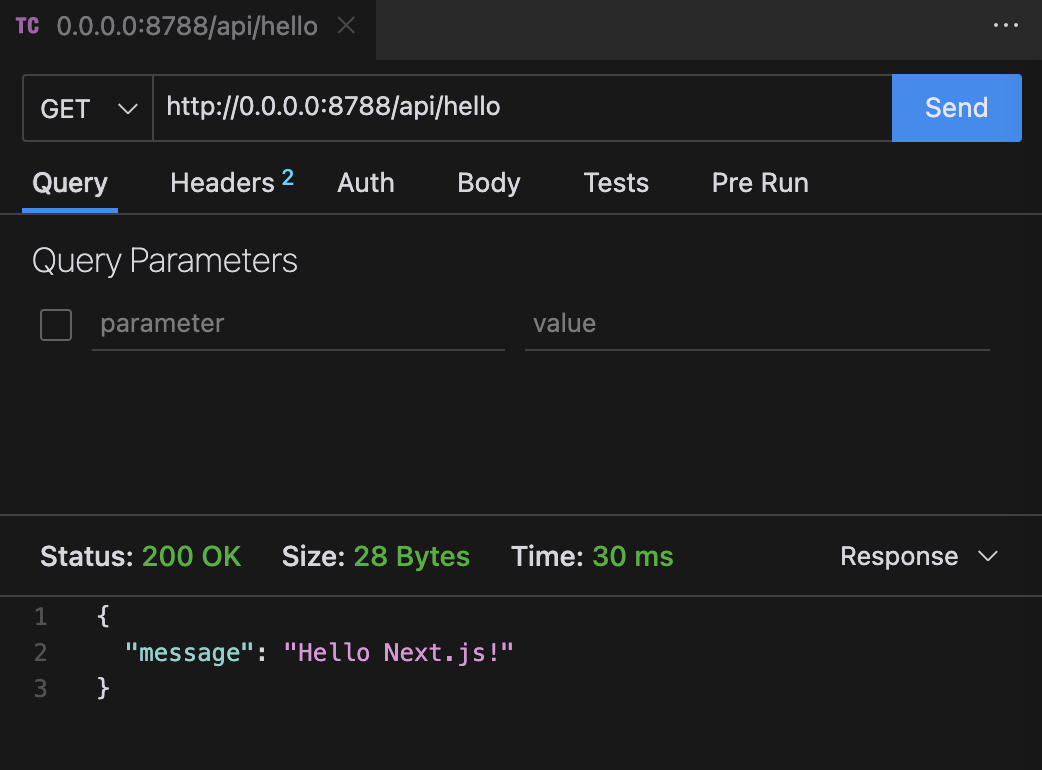 TC 0.0.0.0:8788/api/hello
GET http://0.0.0.0:8788/api/hello Send
Query Headers 2 Auth Body Tests Pre Run
Query Parameters
parameter value
Status: 200 OK Size: 28 Bytes Time: 30 ms Response
1 {
2 "message": "Hello Next.js!"
3 }